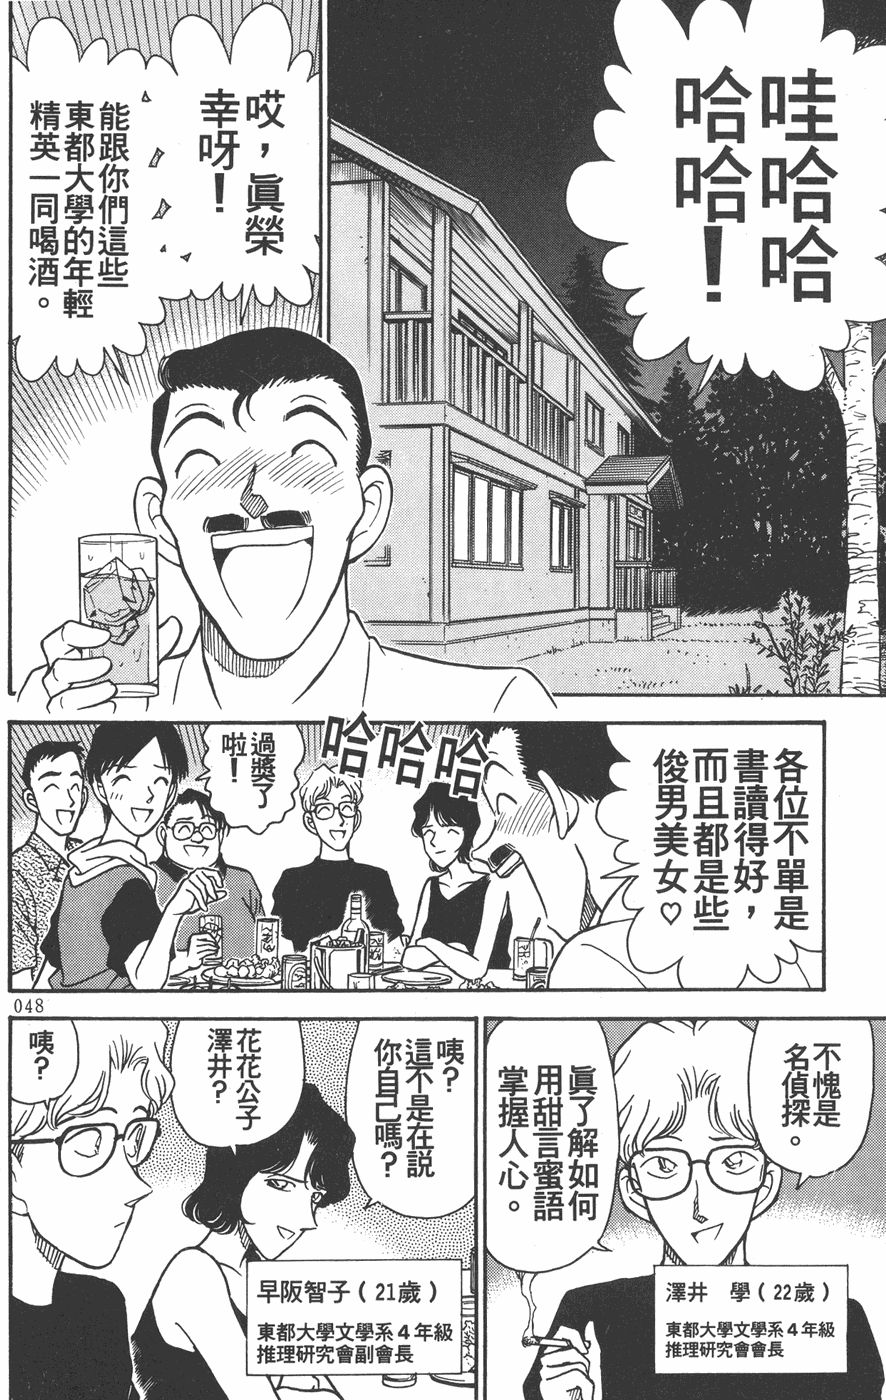 哇哈哈
哈哈！
哎，眞榮
幸呀！
能跟你們這些
東都大學的年輕
精英一同喝酒。
各位不單是
書讀得好，
而且都是些
俊男美女♡
哈哈哈
過獎了
啦！
048
不愧是
名偵探。
眞了解如何
用甜言蜜語
掌握人心。
澤井　學（22歲）
東都大學文學系４年級
推理研究會會長
咦？
這不是在說
你自己嗎？
花花公子
澤井？
咦？
早阪智子（21歲）
東都大學文學系４年級
推理研究會副會長